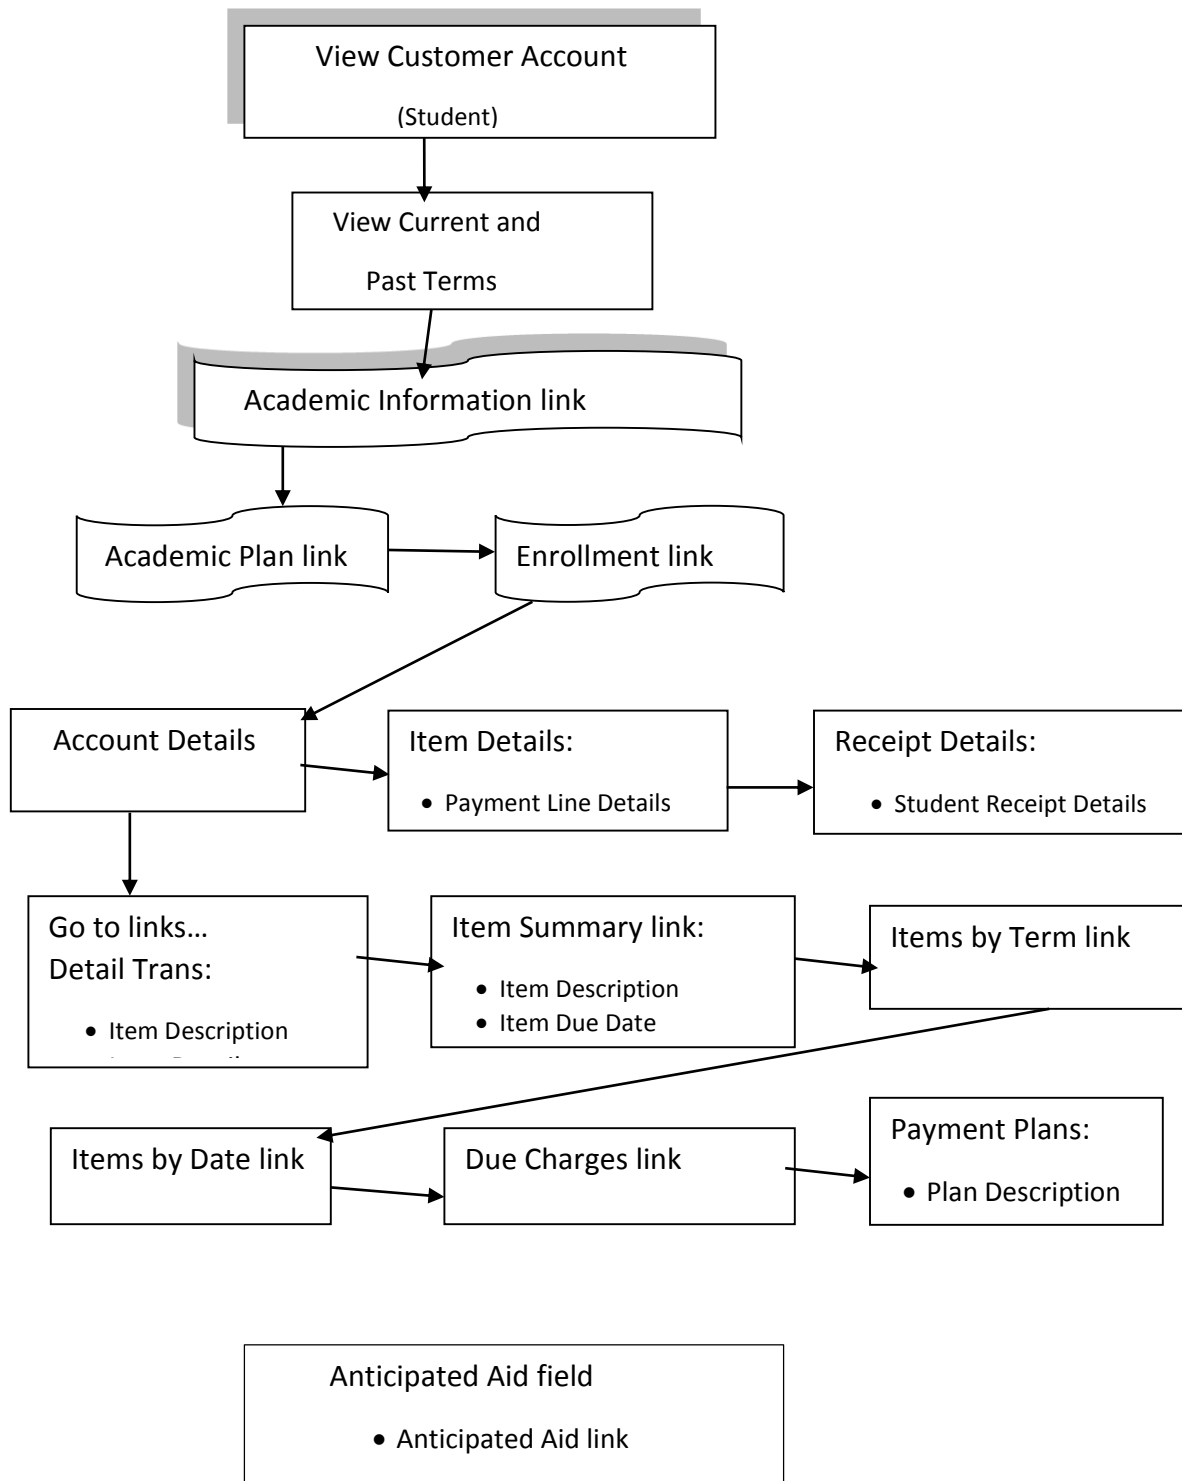 View Customer Account
(Student)
View Current and
Past Terms
Academic Information link
Academic Plan link
Enrollment link
Account Details
Item Details:
• Payment Line Details
Receipt Details:
• Student Receipt Details
Go to links…
Detail Trans:
• Item Description
Item Summary link:
• Item Description
• Item Due Date
Items by Term link
Items by Date link
Due Charges link
Payment Plans:
• Plan Description
Anticipated Aid field
• Anticipated Aid link